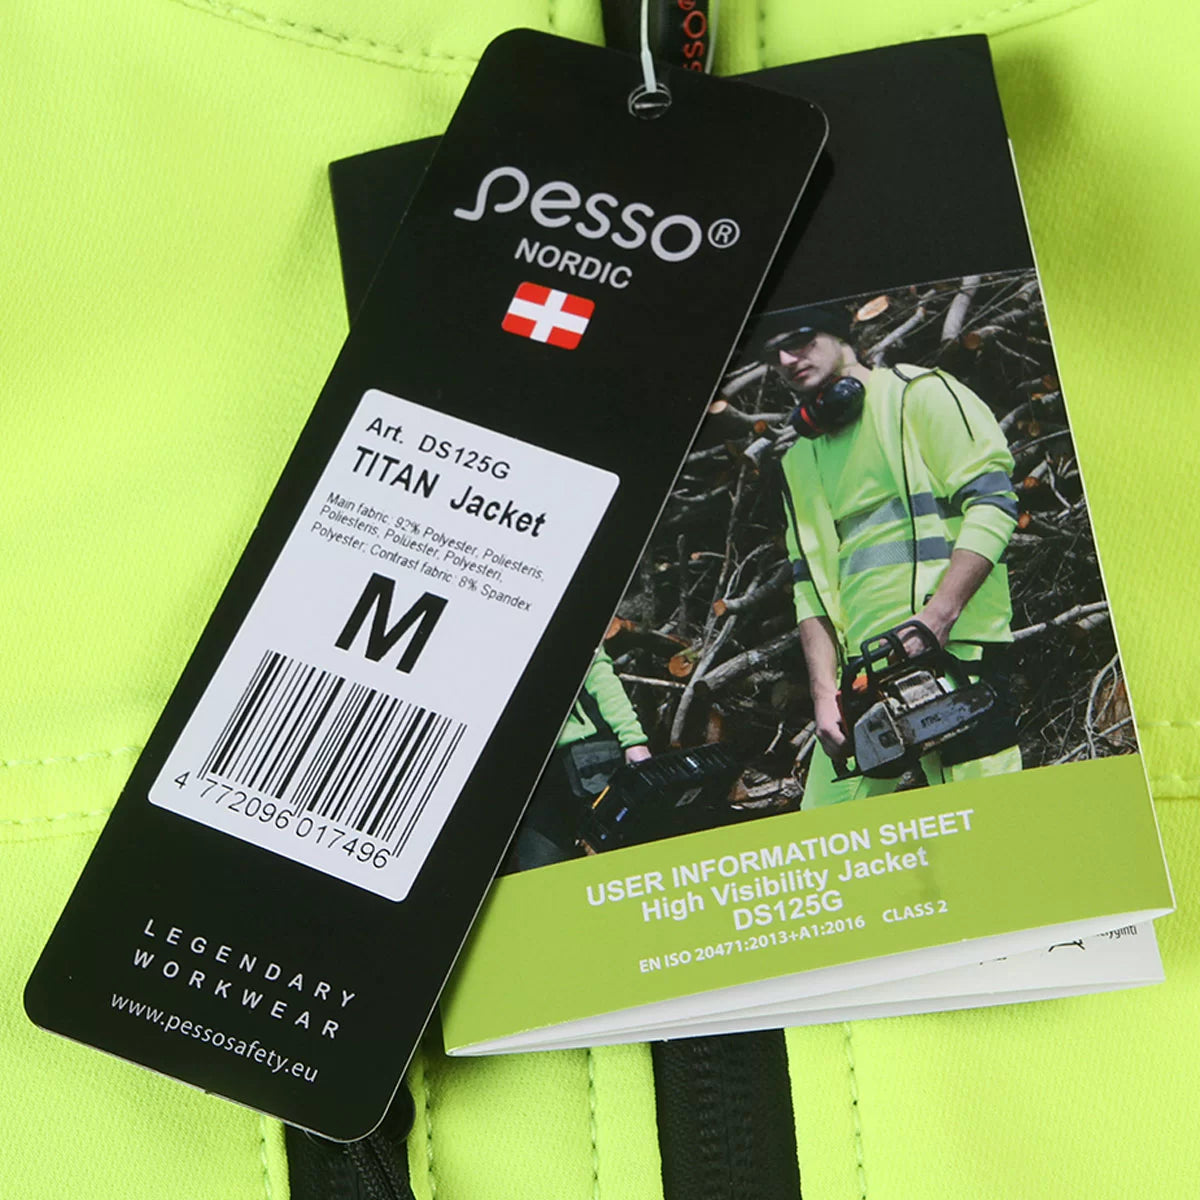 pesso
pesso®
NORDIC
Art. DS125G
TITAN Jacket
Main fabric: 92% Polyester, Poliesteris,
Poliesteris, Polüester, Polyesteri,
Polyester; Contrast fabric: 8% Spandex
M
4 772096 017496
LEGENDARY
WORKWEAR
www.pessosafety.eu
STIHL
USER INFORMATION SHEET
High Visibility Jacket
DS125G
EN ISO 20471:2013+A1:2016 CLASS 2